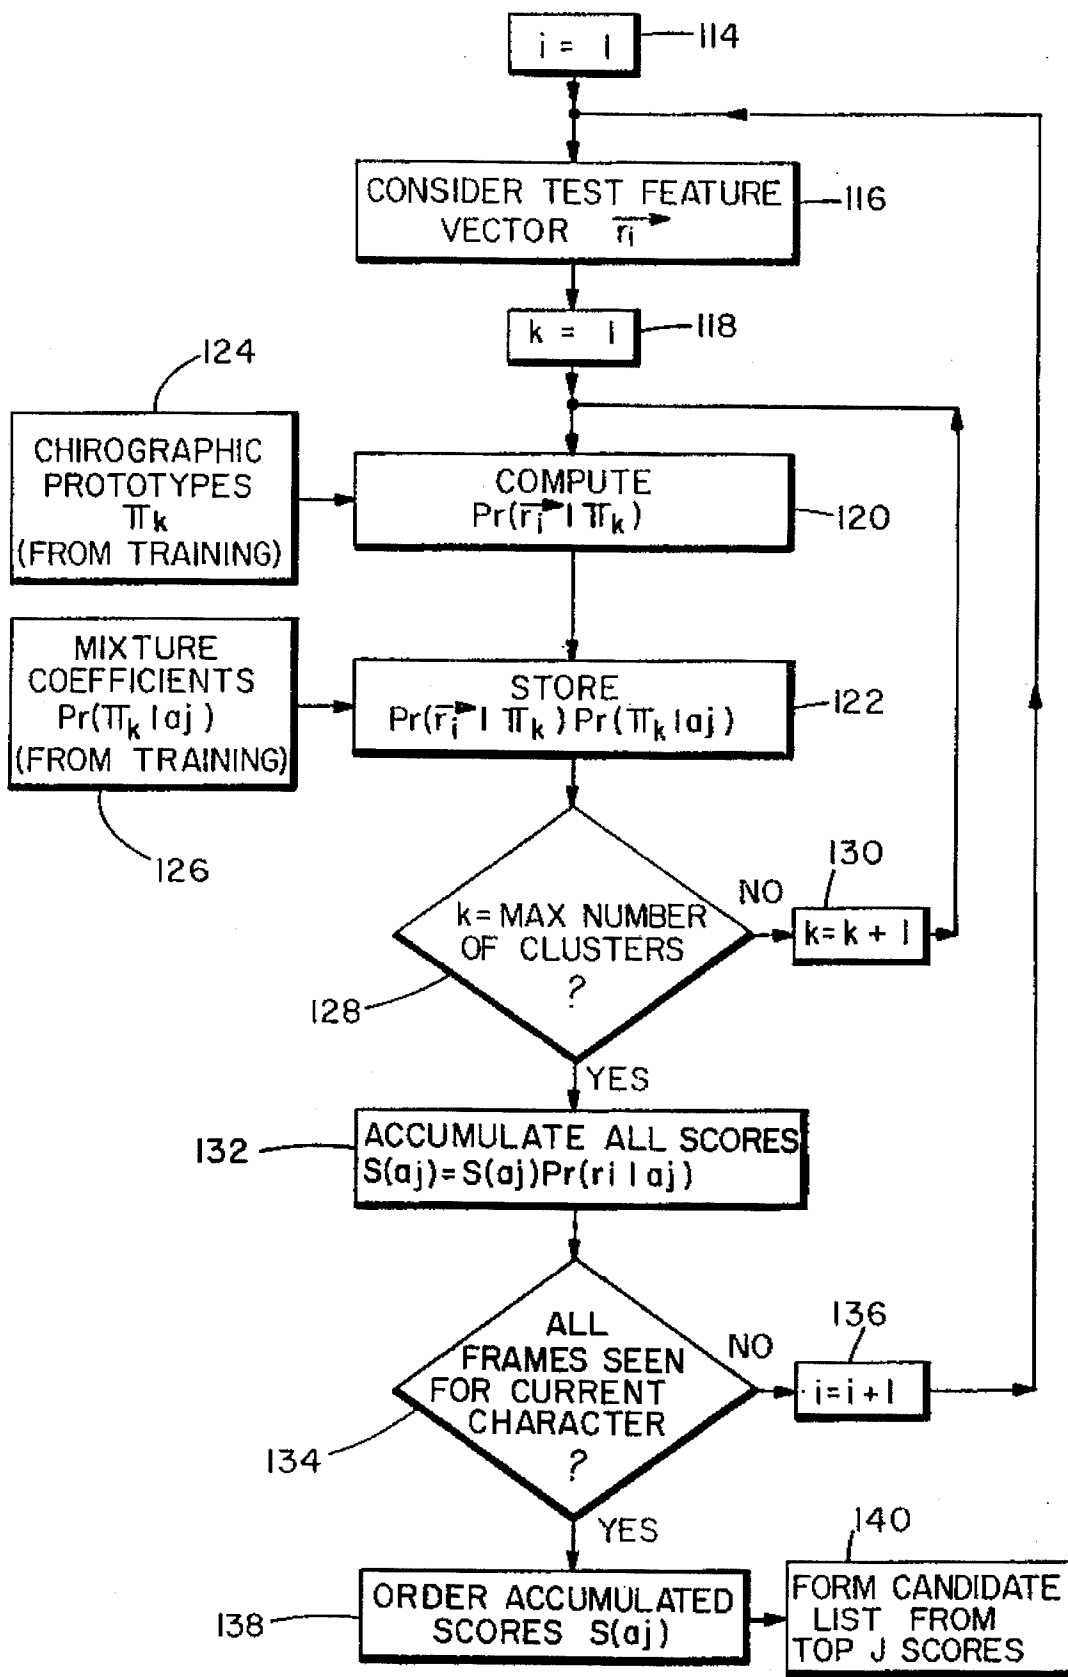 i = 1
114
CONSIDER TEST FEATURE
VECTOR r⃗i
116
k = 1
118
124
CHIROGRAPHIC
PROTOTYPES
πk
(FROM TRAINING)
COMPUTE
Pr(r⃗i | πk)
120
MIXTURE
COEFFICIENTS
Pr(πk | aj)
(FROM TRAINING)
126
STORE
Pr(r⃗i | πk) Pr(πk | aj)
122
k = MAX NUMBER
OF CLUSTERS
?
128
NO
130
k = k + 1
YES
132
ACCUMULATE ALL SCORES
S(aj) = S(aj)Pr(ri | aj)
ALL
FRAMES SEEN
FOR CURRENT
CHARACTER
?
134
NO
136
i = i + 1
YES
138
ORDER ACCUMULATED
SCORES S(aj)
140
FORM CANDIDATE
LIST FROM
TOP J SCORES